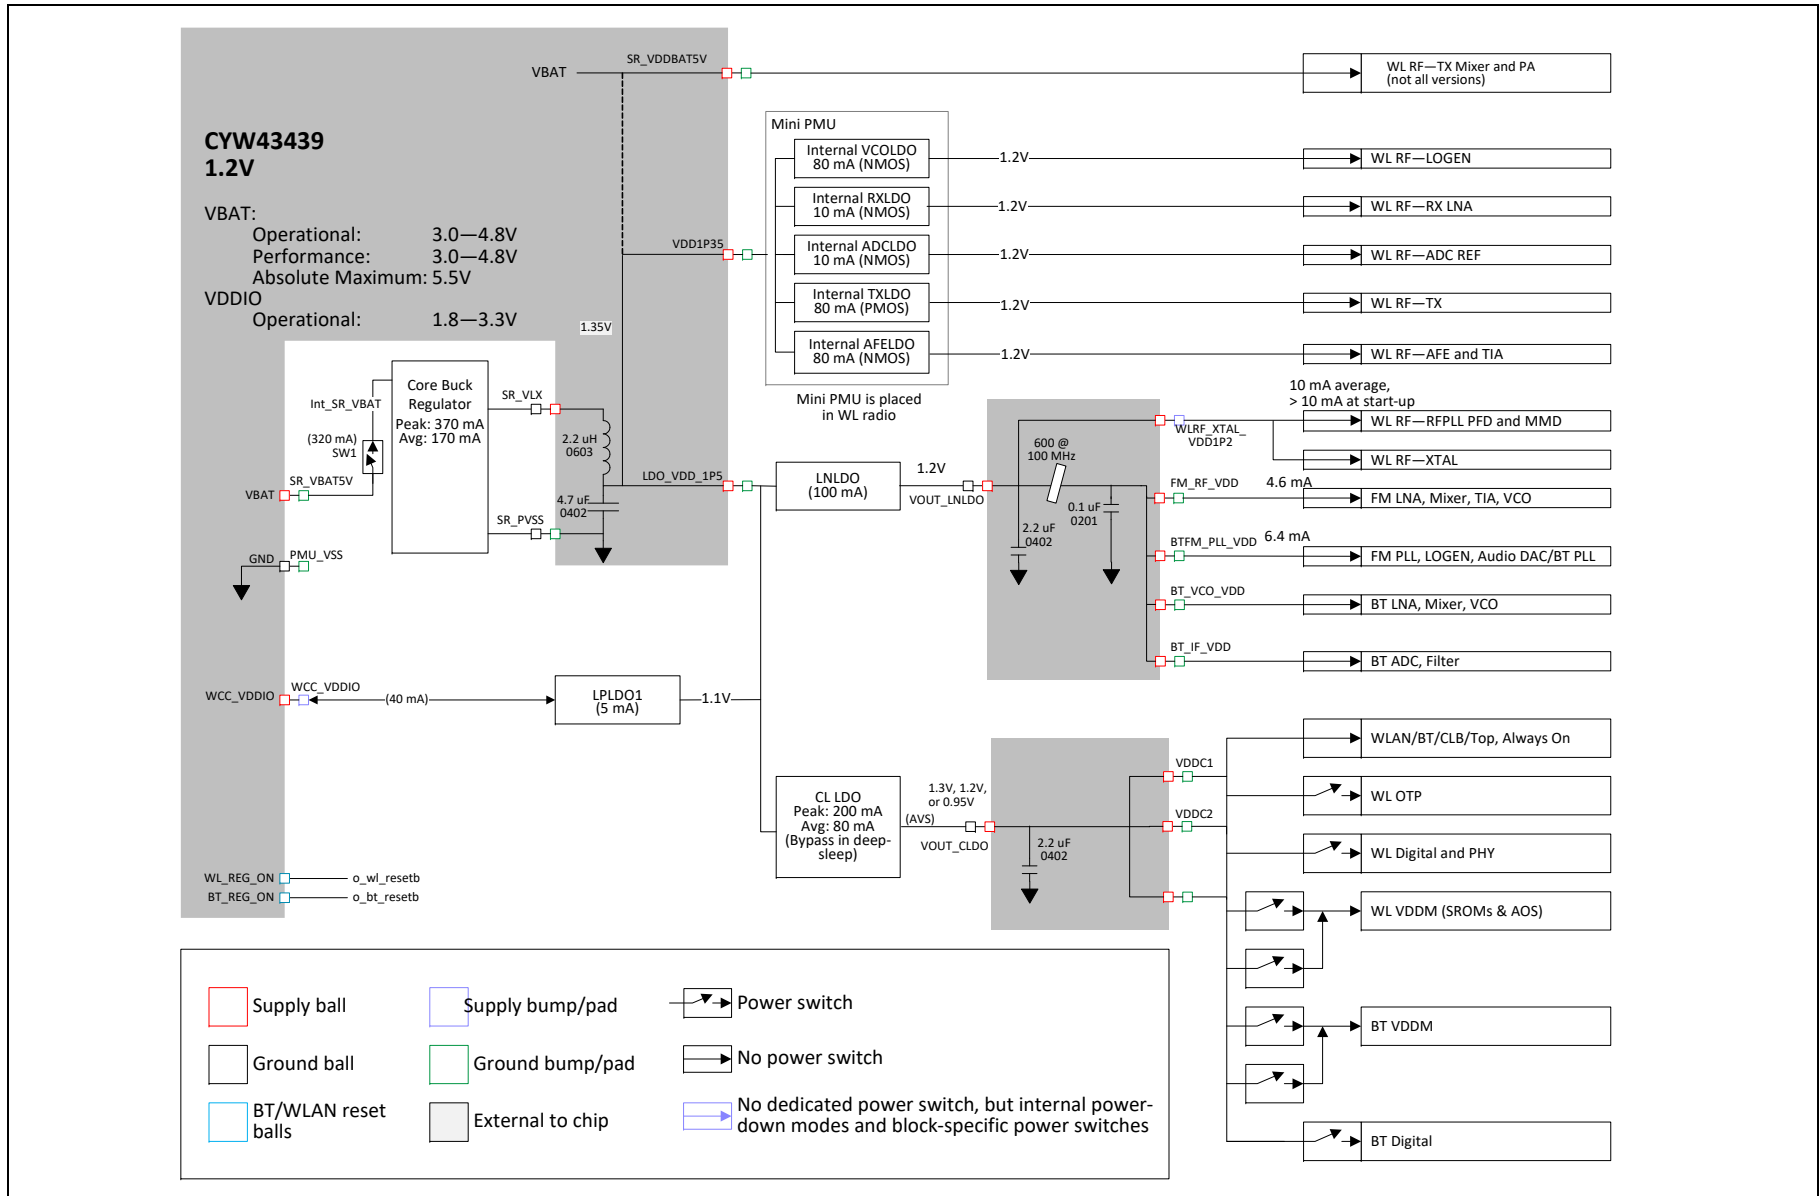 VBAT
SR_VDDBAT5V
WL RF—TX Mixer and PA
(not all versions)
CYW43439
1.2V
VBAT:
Operational: 3.0—4.8V
Performance: 3.0—4.8V
Absolute Maximum: 5.5V
VDDIO
Operational: 1.8—3.3V
VDD1P35
1.35V
Mini PMU
Internal VCOLDO
80 mA (NMOS)
1.2V
WL RF—LOGEN
Internal RXLDO
10 mA (NMOS)
1.2V
WL RF—RX LNA
Internal ADCLDO
10 mA (NMOS)
1.2V
WL RF—ADC REF
Internal TXLDO
80 mA (PMOS)
1.2V
WL RF—TX
Internal AFELDO
80 mA (NMOS)
1.2V
WL RF—AFE and TIA
Mini PMU is placed
in WL radio
Core Buck
Regulator
Peak: 370 mA
Avg: 170 mA
Int_SR_VBAT
(320 mA)
SW1
SR_VBAT5V
VBAT
SR_VLX
2.2 uH
0603
LDO_VDD_1P5
4.7 uF
0402
SR_PVSS
GND
PMU_VSS
LNLDO
(100 mA)
1.2V
VOUT_LNLDO
600 @
100 MHz
2.2 uF
0402
0.1 uF
0201
10 mA average,
> 10 mA at start-up
WLRF_XTAL_
VDD1P2
WL RF—RFPLL PFD and MMD
WL RF—XTAL
FM_RF_VDD
4.6 mA
FM LNA, Mixer, TIA, VCO
BTFM_PLL_VDD
6.4 mA
FM PLL, LOGEN, Audio DAC/BT PLL
BT_VCO_VDD
BT LNA, Mixer, VCO
BT_IF_VDD
BT ADC, Filter
WCC_VDDIO
WCC_VDDIO
(40 mA)
LPLDO1
(5 mA)
1.1V
CL LDO
Peak: 200 mA
Avg: 80 mA
(Bypass in deep-
sleep)
1.3V, 1.2V,
or 0.95V
(AVS)
VOUT_CLDO
2.2 uF
0402
VDDC1
VDDC2
WLAN/BT/CLB/Top, Always On
WL OTP
WL Digital and PHY
WL VDDM (SROMs & AOS)
BT VDDM
BT Digital
WL_REG_ON
o_wl_resetb
BT_REG_ON
o_bt_resetb
Supply ball
Supply bump/pad
Power switch
Ground ball
Ground bump/pad
No power switch
BT/WLAN reset
balls
External to chip
No dedicated power switch, but internal power-
down modes and block-specific power switches